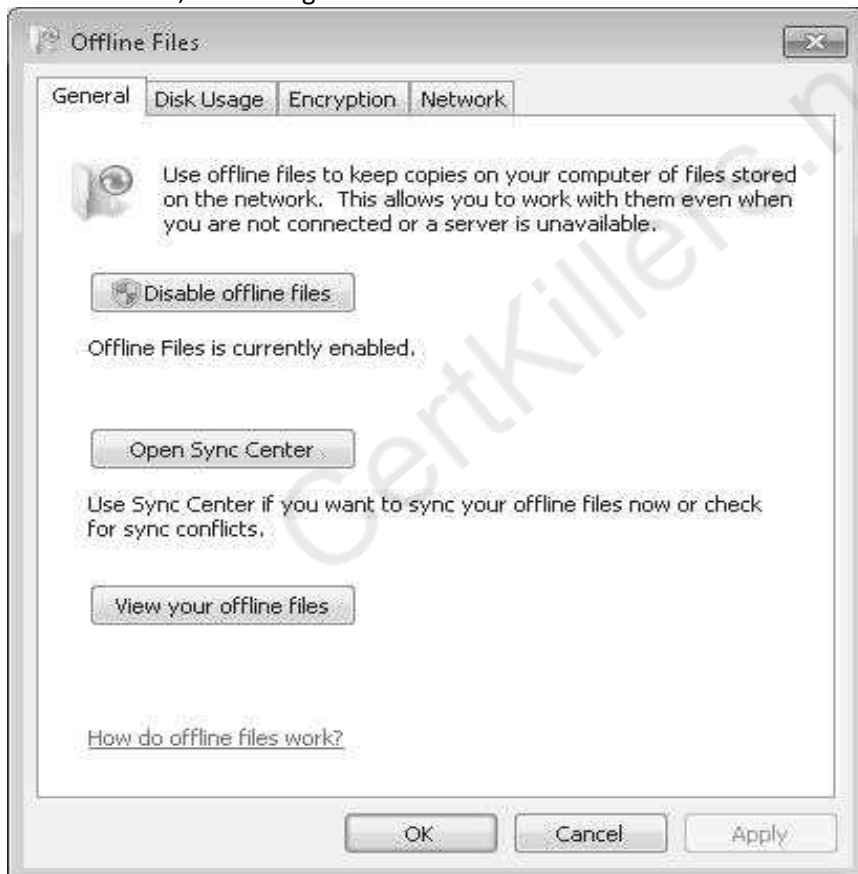 Offline Files
General Disk Usage Encryption Network
Use offline files to keep copies on your computer of files stored
on the network. This allows you to work with them even when
you are not connected or a server is unavailable.
Disable offline files
Offline Files is currently enabled.
Open Sync Center
Use Sync Center if you want to sync your offline files now or check
for sync conflicts.
View your offline files
How do offline files work?
OK Cancel Apply
CertKillers.n